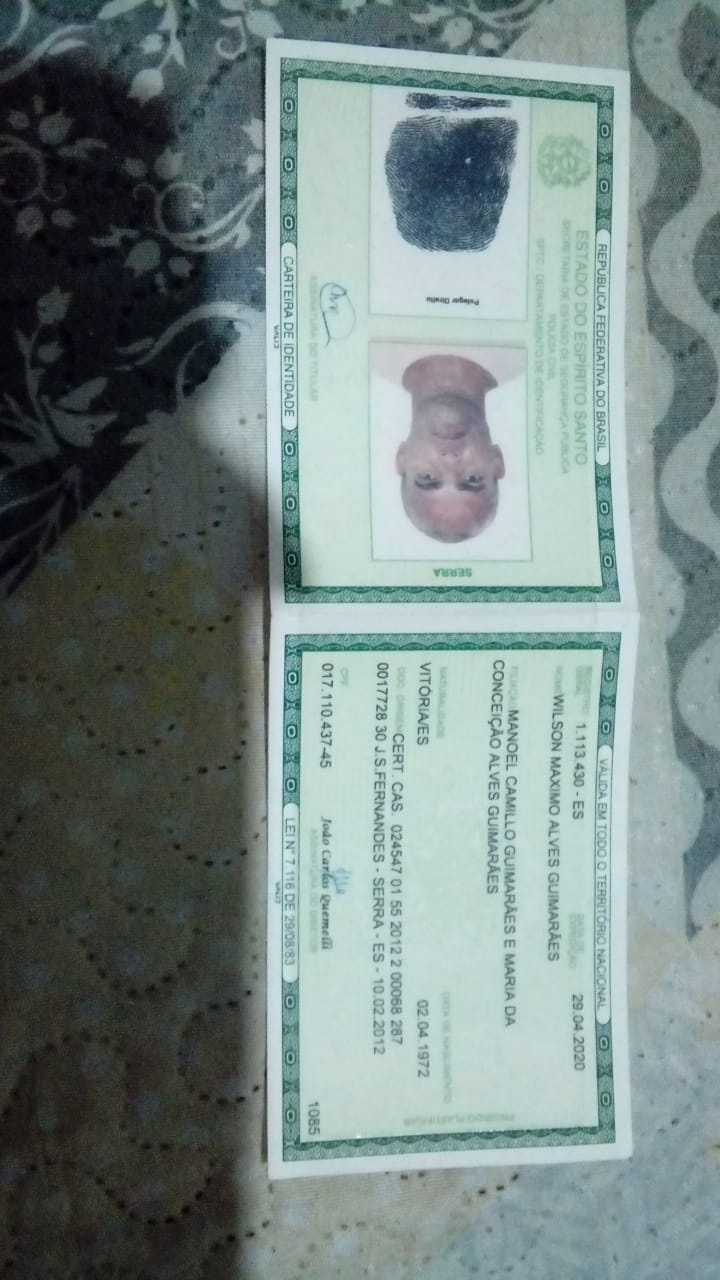 REPÚBLICA FEDERATIVA DO BRASIL
ESTADO DO ESPÍRITO SANTO
SECRETARIA DE ESTADO DE SEGURANÇA PÚBLICA
POLÍCIA CIVIL
SPTC - DEPARTAMENTO DE IDENTIFICAÇÃO
Polegar Direito
SERRA
ASSINATURA DO TITULAR
CARTEIRA DE IDENTIDADE
VÁLIDA EM TODO O TERRITÓRIO NACIONAL
REGISTRO GERAL 1.113.430 - ES DATA DE EXPEDIÇÃO 29.04.2020
NOME WILSON MAXIMO ALVES GUIMARÃES
FILIAÇÃO MANOEL CAMILLO GUIMARÃES E MARIA DA
CONCEIÇÃO ALVES GUIMARÃES
NATURALIDADE DATA DE NASCIMENTO
VITÓRIA/ES 02.04.1972
DOC. ORIGEM CERT. CAS. 024547 01 55 2012 2 00068 287
0017728 30 J.S.FERNANDES - SERRA - ES - 10.02.2012
CPF
017.110.437-45 João Carlos Quemelli
ASSINATURA DO DIRETOR
1085
PROIBIDO PLASTIFICAR
LEI Nº 7.116 DE 29/08/83